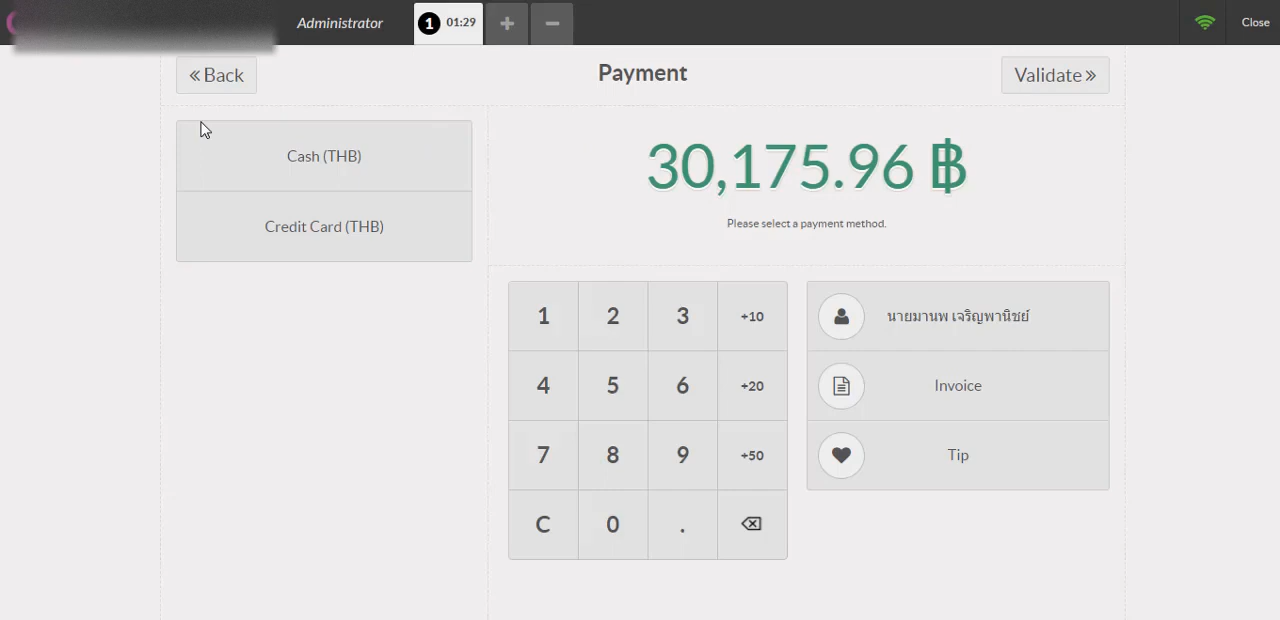 Administrator
1 01:29
Close
Back
Payment
Validate
Cash (THB)
Credit Card (THB)
30,175.96 ฿
Please select a payment method.
1 2 3 +10
4 5 6 +20
7 8 9 +50
C 0 .
นายมานพ เจริญพานิชย์
Invoice
Tip